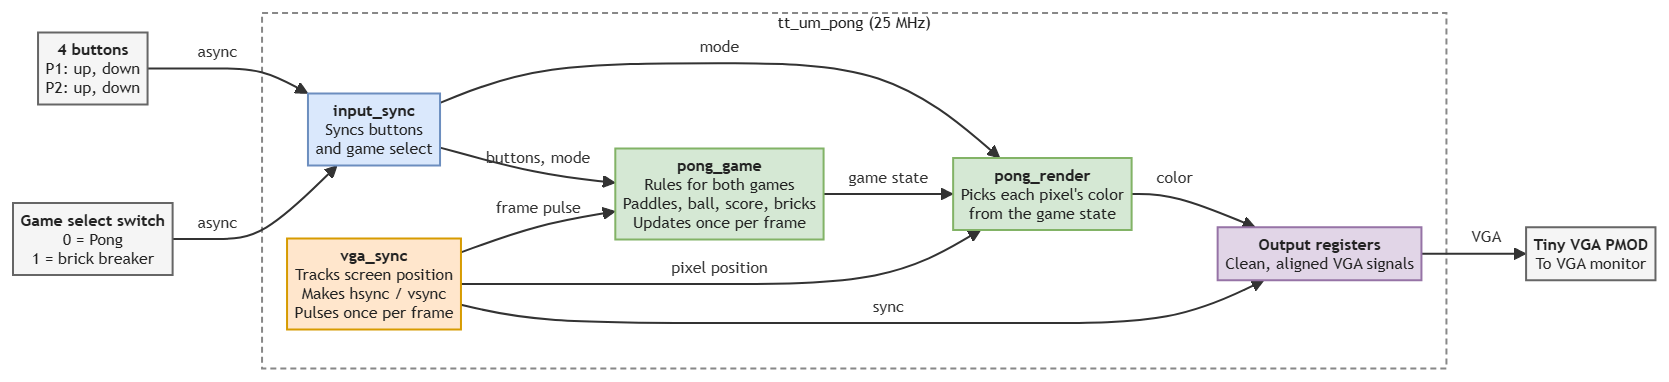 tt_um_pong (25 MHz)
4 buttons
P1: up, down
P2: up, down
async
mode
input_sync
Syncs buttons
and game select
buttons, mode
pong_game
Rules for both games
Paddles, ball, score, bricks
Updates once per frame
game state
pong_render
Picks each pixel's color
from the game state
color
Game select switch
0 = Pong
1 = brick breaker
async
frame pulse
vga_sync
Tracks screen position
Makes hsync / vsync
Pulses once per frame
pixel position
sync
Output registers
Clean, aligned VGA signals
VGA
Tiny VGA PMOD
To VGA monitor